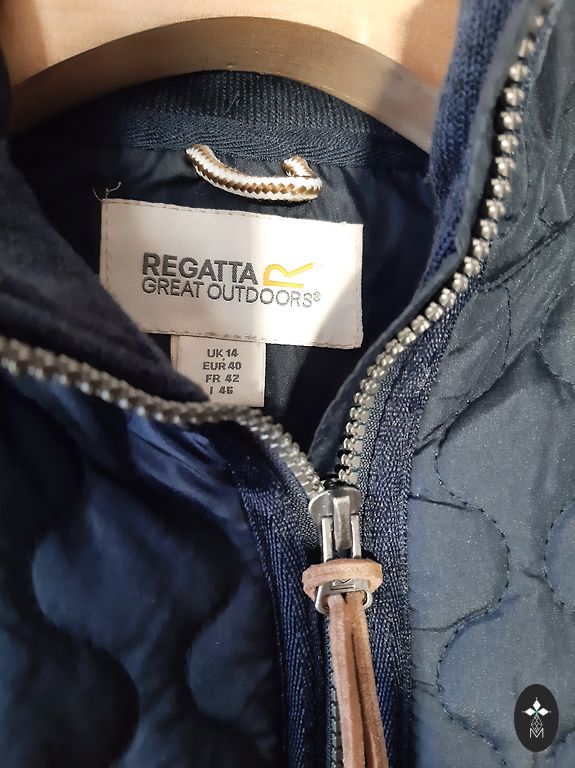 REGATTA R
GREAT OUTDOORS®
UK 14
EUR 40
FR 42
I 46
M